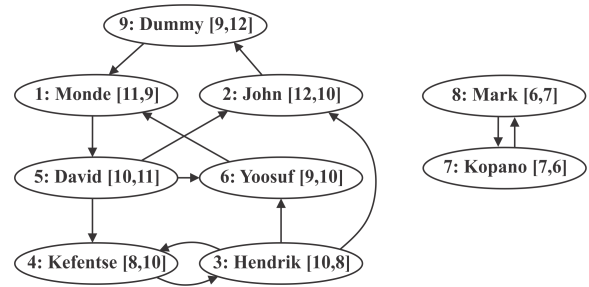 9: Dummy [9,12]
1: Monde [11,9]
2: John [12,10]
8: Mark [6,7]
5: David [10,11]
6: Yoosuf [9,10]
7: Kopano [7,6]
4: Kefentse [8,10]
3: Hendrik [10,8]